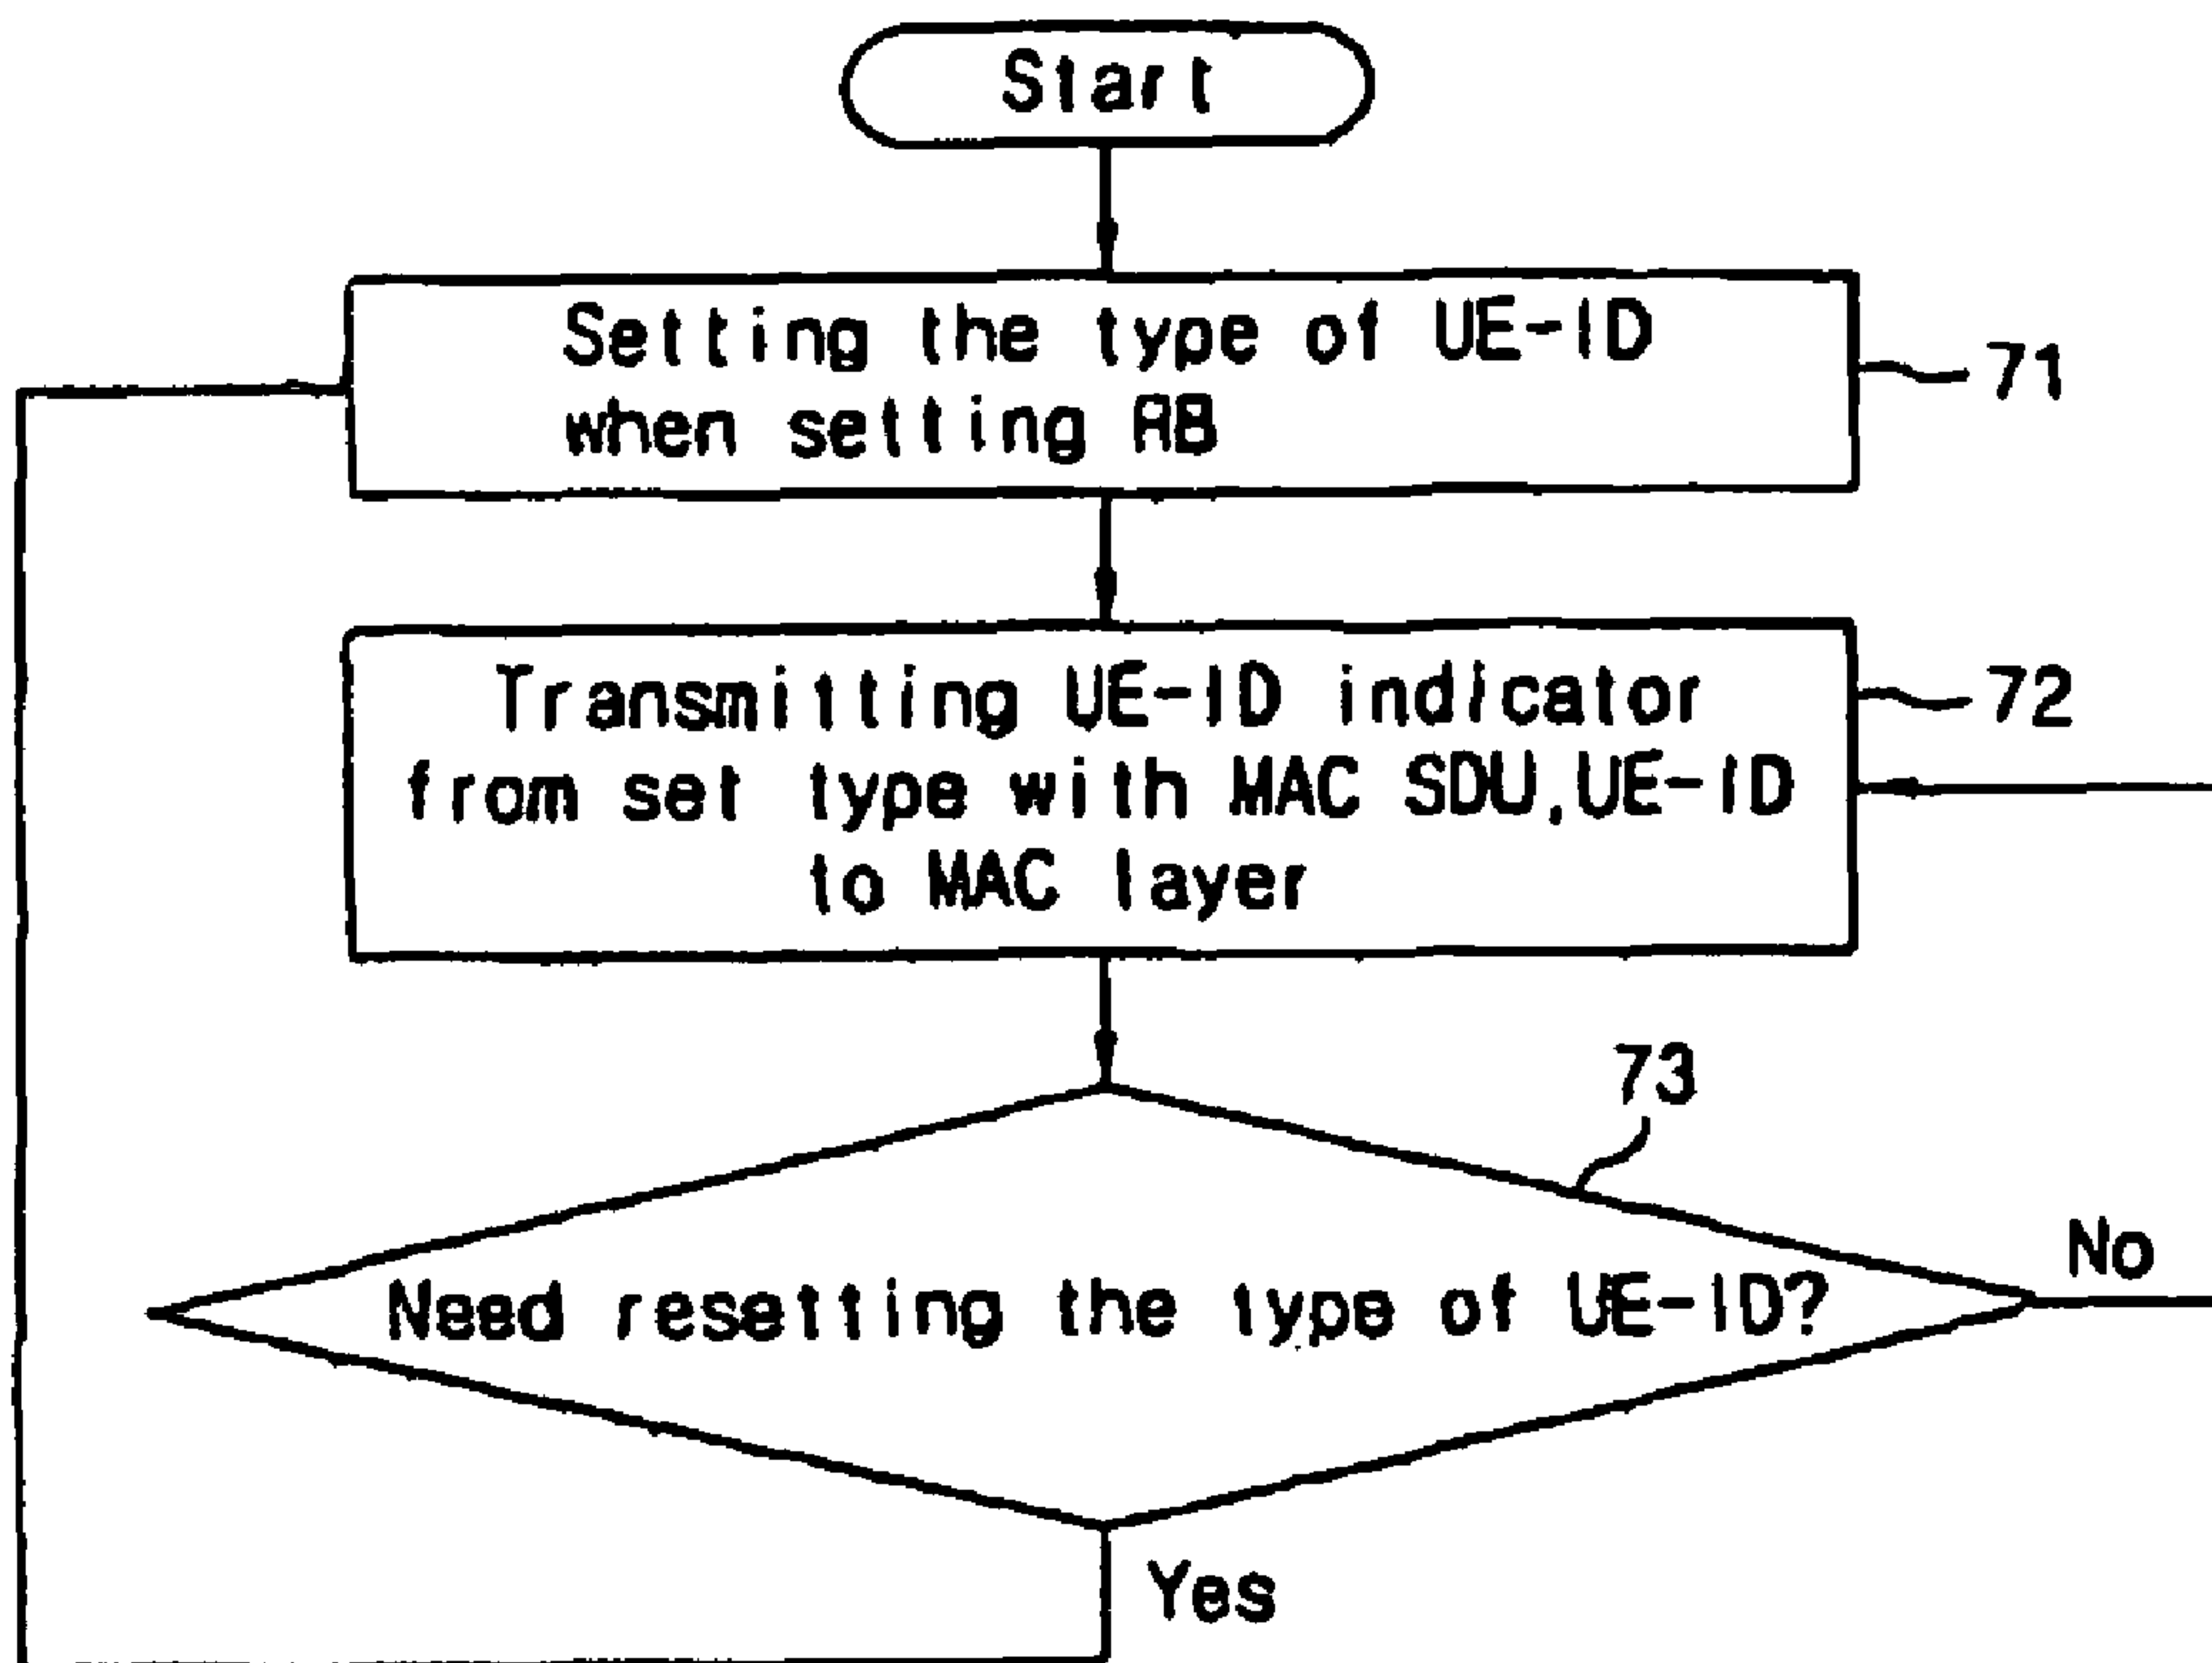 Start
Setting the type of UE-ID
when setting RB
71
Transmitting UE-ID indicator
from set type with MAC SDU,UE-ID
to MAC layer
72
73
Need resetting the type of UE-ID?
No
Yes